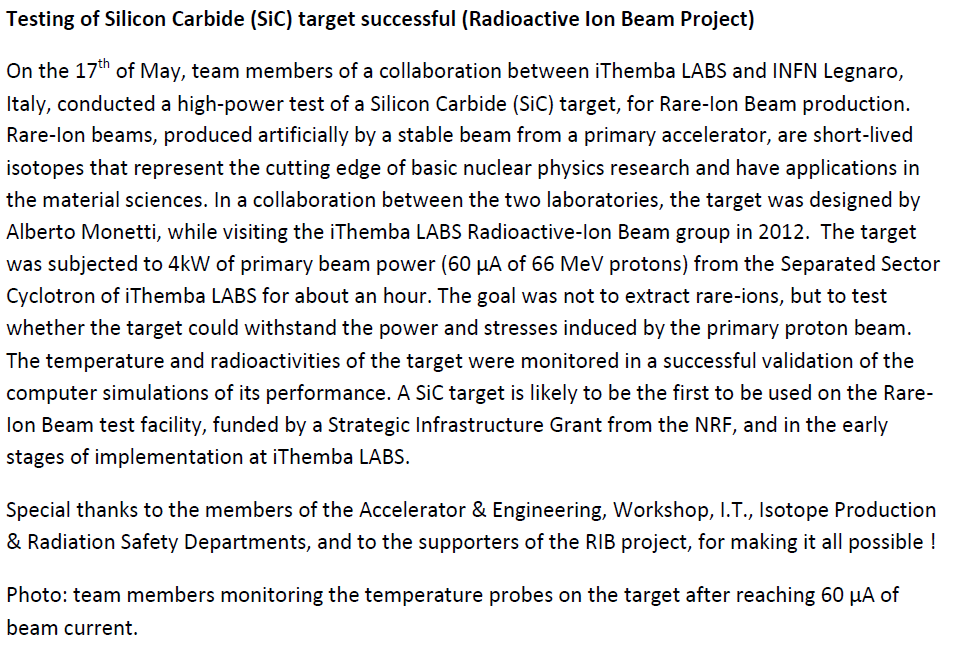 Testing of Silicon Carbide (SiC) target successful (Radioactive Ion Beam Project)
On the 17th of May, team members of a collaboration between iThemba LABS and INFN Legnaro,
Italy, conducted a high-power test of a Silicon Carbide (SiC) target, for Rare-Ion Beam production.
Rare-Ion beams, produced artificially by a stable beam from a primary accelerator, are short-lived
isotopes that represent the cutting edge of basic nuclear physics research and have applications in
the material sciences. In a collaboration between the two laboratories, the target was designed by
Alberto Monetti, while visiting the iThemba LABS Radioactive-Ion Beam group in 2012.  The target
was subjected to 4kW of primary beam power (60 µA of 66 MeV protons) from the Separated Sector
Cyclotron of iThemba LABS for about an hour. The goal was not to extract rare-ions, but to test
whether the target could withstand the power and stresses induced by the primary proton beam.
The temperature and radioactivities of the target were monitored in a successful validation of the
computer simulations of its performance. A SiC target is likely to be the first to be used on the Rare-
Ion Beam test facility, funded by a Strategic Infrastructure Grant from the NRF, and in the early
stages of implementation at iThemba LABS.
Special thanks to the members of the Accelerator & Engineering, Workshop, I.T., Isotope Production
& Radiation Safety Departments, and to the supporters of the RIB project, for making it all possible !
Photo: team members monitoring the temperature probes on the target after reaching 60 µA of
beam current.